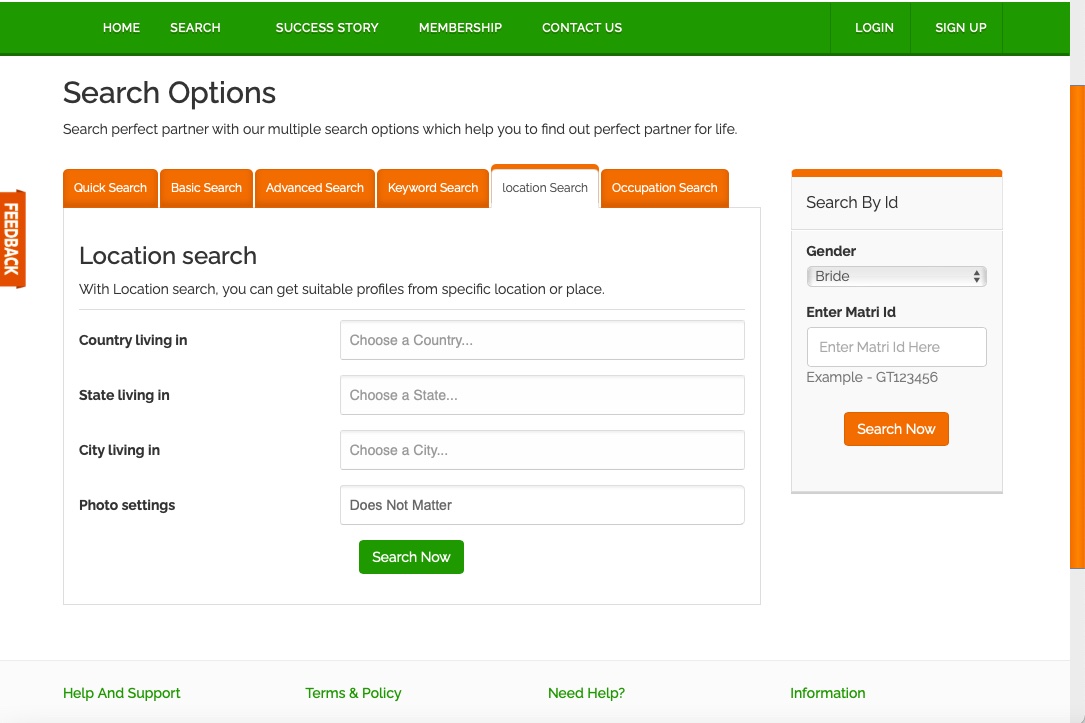 HOME SEARCH SUCCESS STORY MEMBERSHIP CONTACT US LOGIN SIGN UP
Search Options
Search perfect partner with our multiple search options which help you to find out perfect partner for life.
FEEDBACK
Quick Search Basic Search Advanced Search Keyword Search location Search Occupation Search
Location search
With Location search, you can get suitable profiles from specific location or place.
Country living in Choose a Country...
State living in Choose a State...
City living in Choose a City...
Photo settings Does Not Matter
Search Now
Search By Id
Gender
Bride
Enter Matri Id
Enter Matri Id Here
Example - GT123456
Search Now
Help And Support Terms & Policy Need Help? Information